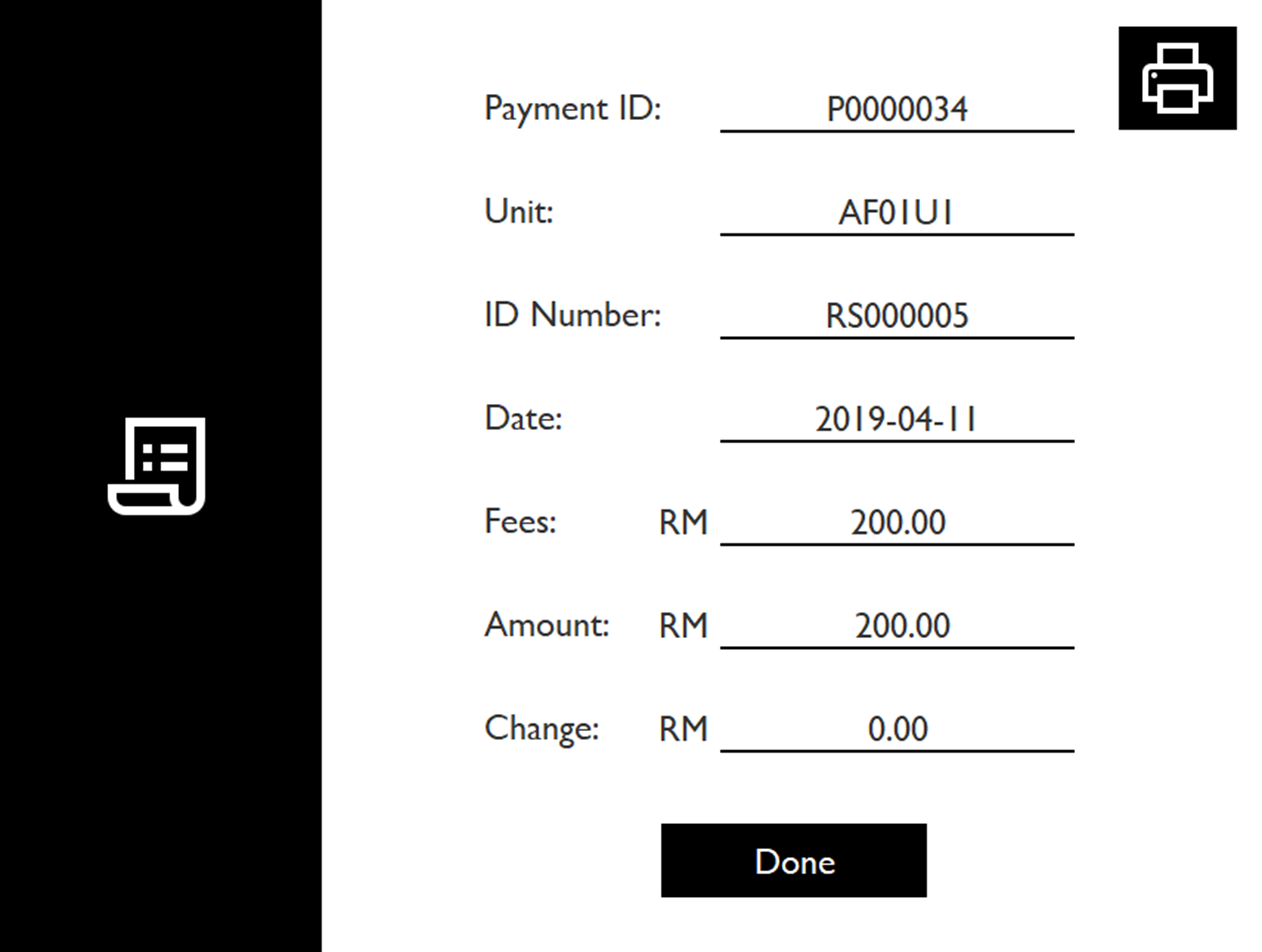 Payment ID: P0000034
Unit: AF01U1
ID Number: RS000005
Date: 2019-04-11
Fees: RM 200.00
Amount: RM 200.00
Change: RM 0.00
Done